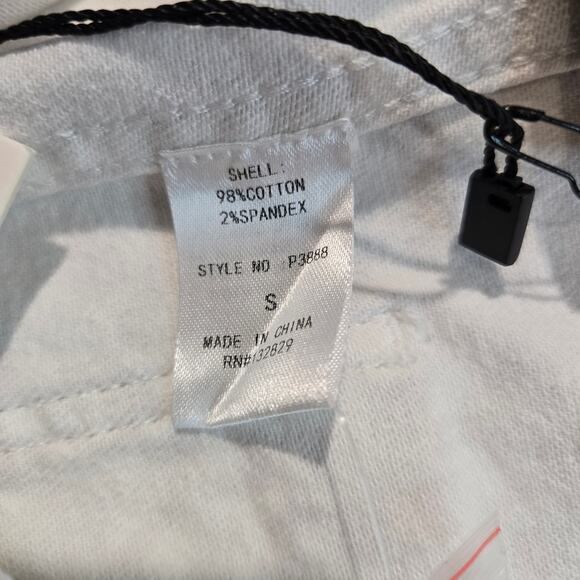 SHELL:
98%COTTON
2%SPANDEX
STYLE NO P3888
S
MADE IN CHINA
RN#132829